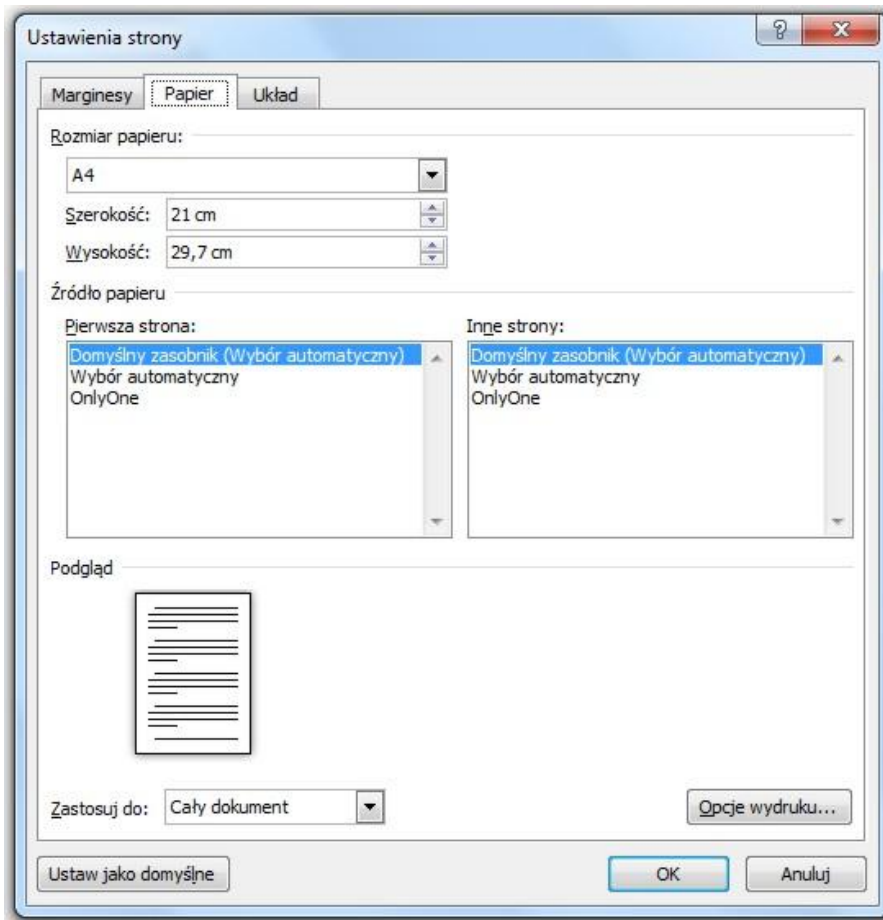 Ustawienia strony
Marginesy Papier Układ
Rozmiar papieru:
A4
Szerokość: 21 cm
Wysokość: 29,7 cm
Źródło papieru
Pierwsza strona: Inne strony:
Domyślny zasobnik (Wybór automatyczny) Domyślny zasobnik (Wybór automatyczny)
Wybór automatyczny Wybór automatyczny
OnlyOne OnlyOne
Podgląd
Zastosuj do: Cały dokument Opcje wydruku...
Ustaw jako domyślne OK Anuluj